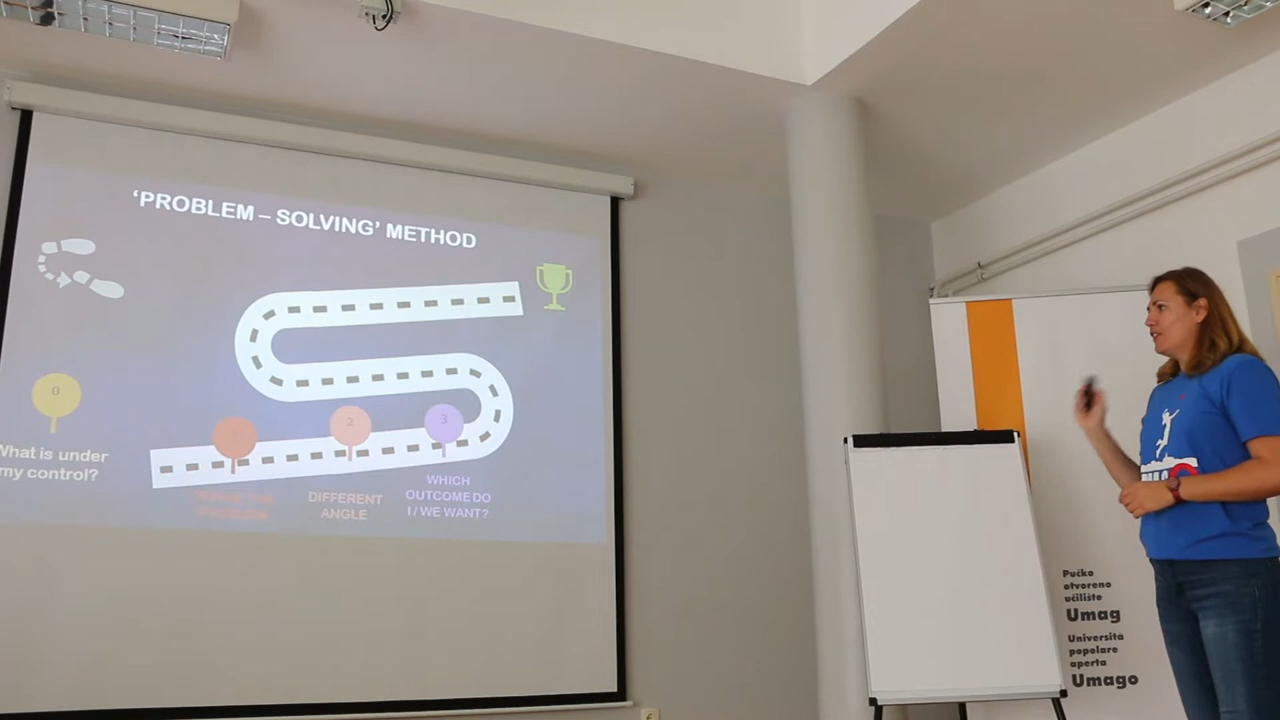 ‘PROBLEM – SOLVING’ METHOD
0
What is under
my control?
2
DIFFERENT
ANGLE
3
WHICH
OUTCOME DO
I / WE WANT?
Pučko
otvoreno
učilište
Umag
Università
popolare
aperta
Umago